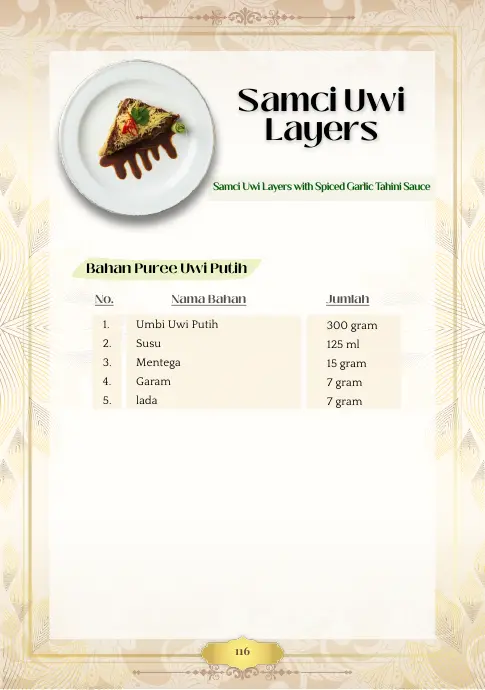 Samci Uwi
Layers
Samci Uwi Layers with Spiced Garlic Tahini Sauce
Bahan Puree Uwi Putih
No. Nama Bahan Jumlah
1. Umbi Uwi Putih 300 gram
2. Susu 125 ml
3. Mentega 15 gram
4. Garam 7 gram
5. lada 7 gram
116